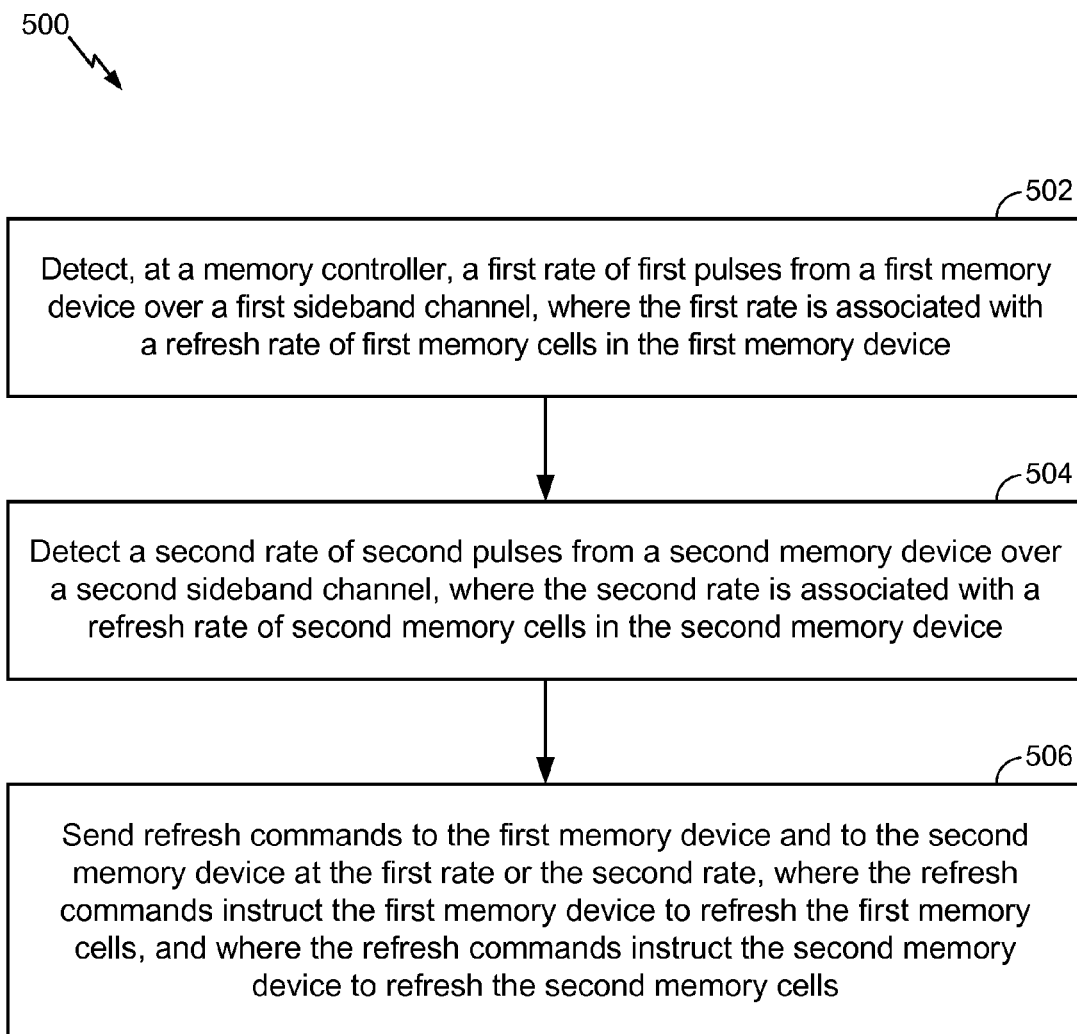 500
502
Detect, at a memory controller, a first rate of first pulses from a first memory
device over a first sideband channel, where the first rate is associated with
a refresh rate of first memory cells in the first memory device
504
Detect a second rate of second pulses from a second memory device over
a second sideband channel, where the second rate is associated with a
refresh rate of second memory cells in the second memory device
506
Send refresh commands to the first memory device and to the second
memory device at the first rate or the second rate, where the refresh
commands instruct the first memory device to refresh the first memory
cells, and where the refresh commands instruct the second memory
device to refresh the second memory cells